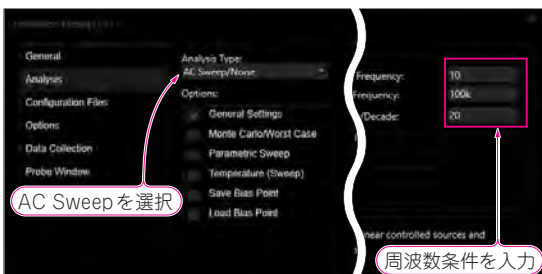 General
Analysis
Configuration Files
Options
Data Collection
Probe Window
Analysis Type:
AC Sweep/Noise
Options:
General Settings
Monte Carlo/Worst Case
Parametric Sweep
Temperature (Sweep)
Save Bias Point
Load Bias Point
Frequency: 10
Frequency: 100k
/Decade: 20
near controlled sources and
AC Sweepを選択
周波数条件を入力